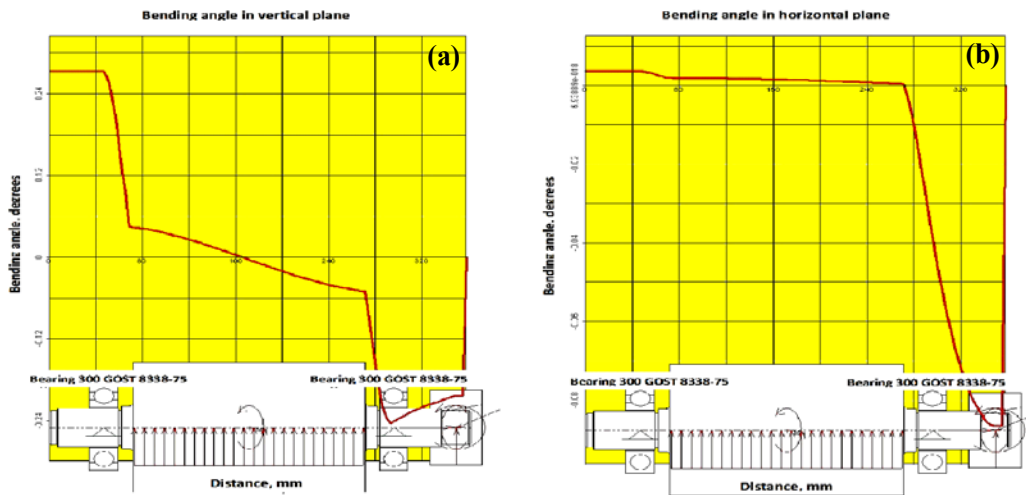 Bending angle in vertical plane
(a)
Bending angle, degrees
0.24
0.12
0
-0.12
-0.24
80
160
240
320
Bearing 300 GOST 8338-75
Bearing 300 GOST 8338-75
Distance, mm
Bending angle in horizontal plane
(b)
Bending angle, degrees
-0.02
-0.04
-0.06
-0.08
80
160
240
320
Bearing 300 GOST 8338-75
Bearing 300 GOST 8338-75
Distance, mm